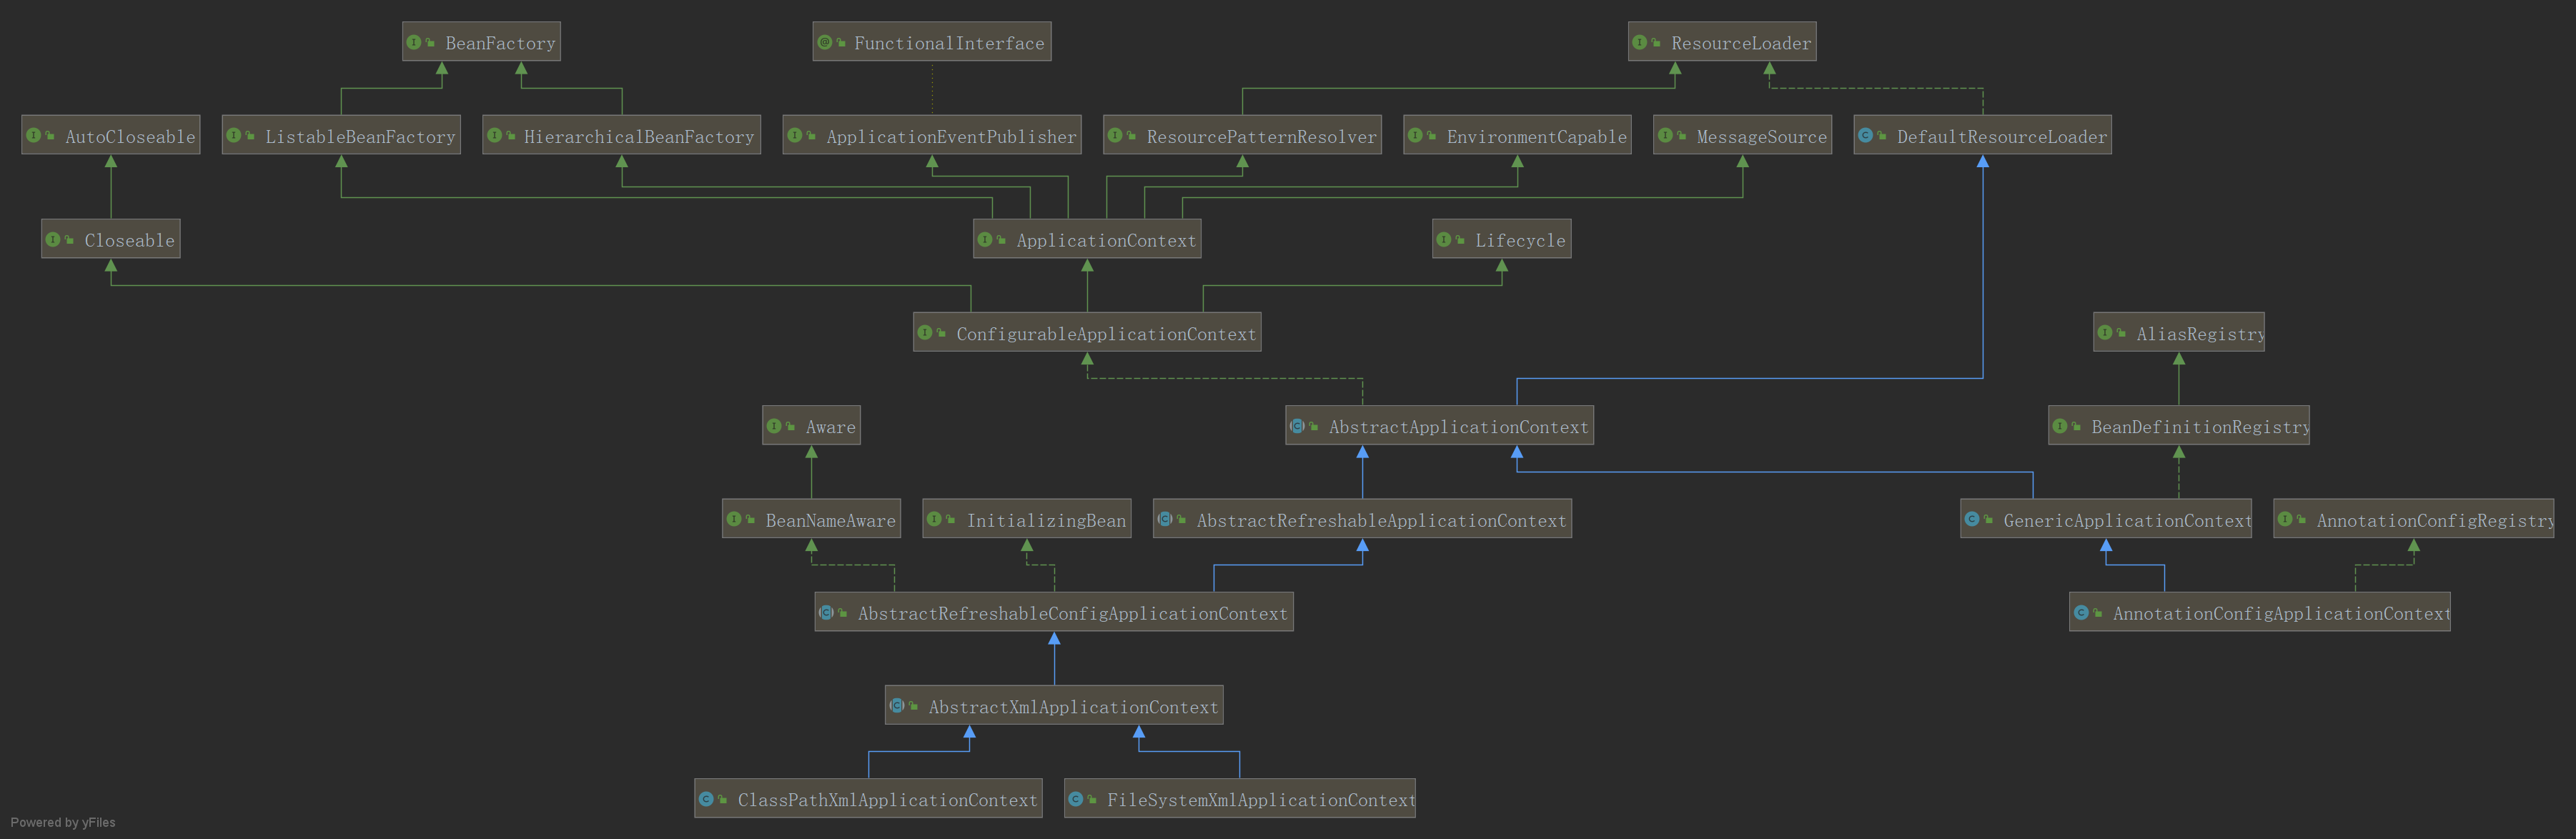 BeanFactory
FunctionalInterface
ResourceLoader
AutoCloseable
ListableBeanFactory
HierarchicalBeanFactory
ApplicationEventPublisher
ResourcePatternResolver
EnvironmentCapable
MessageSource
DefaultResourceLoader
Closeable
ApplicationContext
Lifecycle
ConfigurableApplicationContext
AliasRegistry
Aware
AbstractApplicationContext
BeanDefinitionRegistry
BeanNameAware
InitializingBean
AbstractRefreshableApplicationContext
GenericApplicationContext
AnnotationConfigRegistry
AbstractRefreshableConfigApplicationContext
AnnotationConfigApplicationContext
AbstractXmlApplicationContext
ClassPathXmlApplicationContext
FileSystemXmlApplicationContext
Powered by yFiles